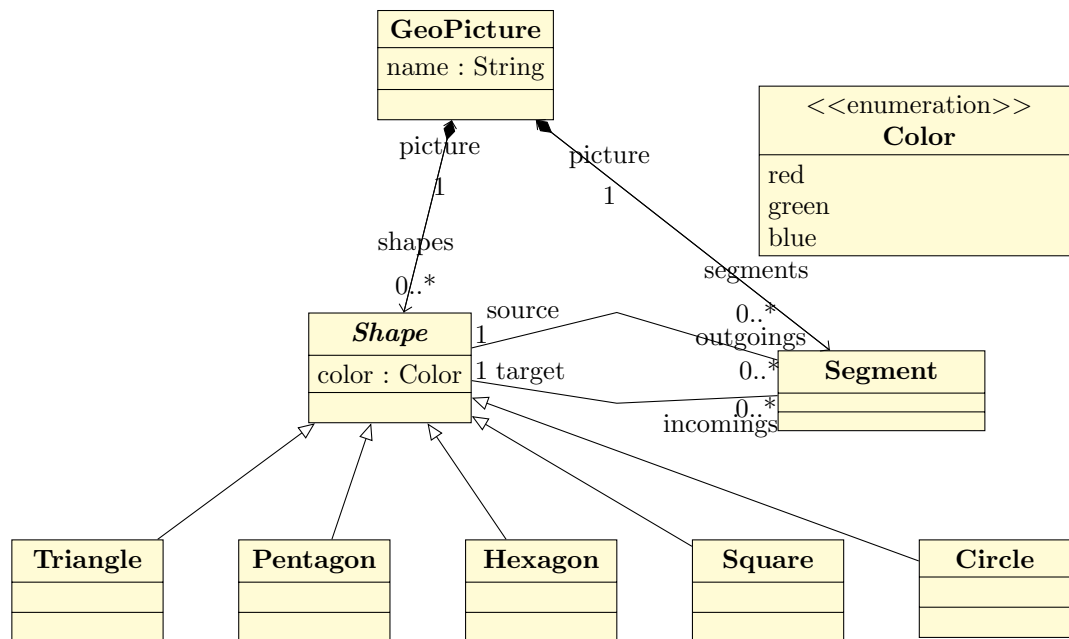 GeoPicture
name : String
<<enumeration>>
Color
red
green
blue
picture
1
picture
1
shapes
0..*
segments
0..*
Shape
color : Color
source
1
1 target
outgoings
0..*
0..*
incomings
Segment
Triangle
Pentagon
Hexagon
Square
Circle